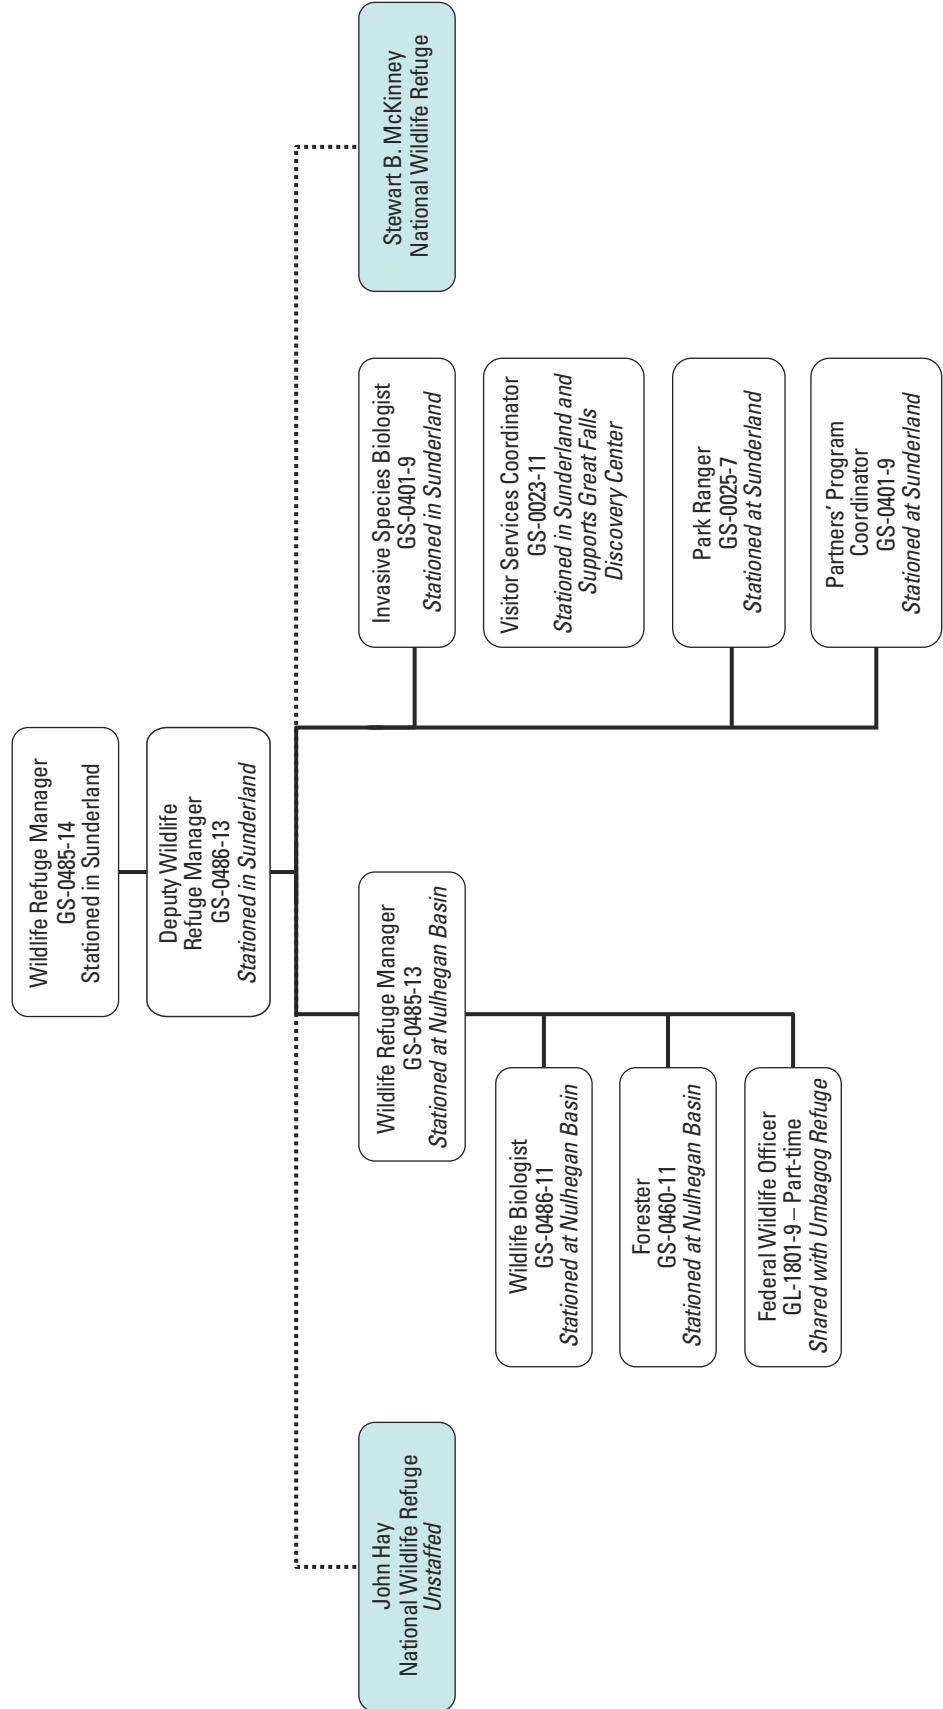 Wildlife Refuge Manager
GS-0485-14
Stationed in Sunderland
Deputy Wildlife
Refuge Manager
GS-0486-13
Stationed in Sunderland
John Hay
National Wildlife Refuge
Unstaffed
Wildlife Refuge Manager
GS-0485-13
Stationed at Nulhegan Basin
Wildlife Biologist
GS-0486-11
Stationed at Nulhegan Basin
Forester
GS-0460-11
Stationed at Nulhegan Basin
Federal Wildlife Officer
GL-1801-9 – Part-time
Shared with Umbagog Refuge
Invasive Species Biologist
GS-0401-9
Stationed in Sunderland
Visitor Services Coordinator
GS-0023-11
Stationed in Sunderland and
Supports Great Falls
Discovery Center
Park Ranger
GS-0025-7
Stationed at Sunderland
Partners’ Program
Coordinator
GS-0401-9
Stationed at Sunderland
Stewart B. McKinney
National Wildlife Refuge